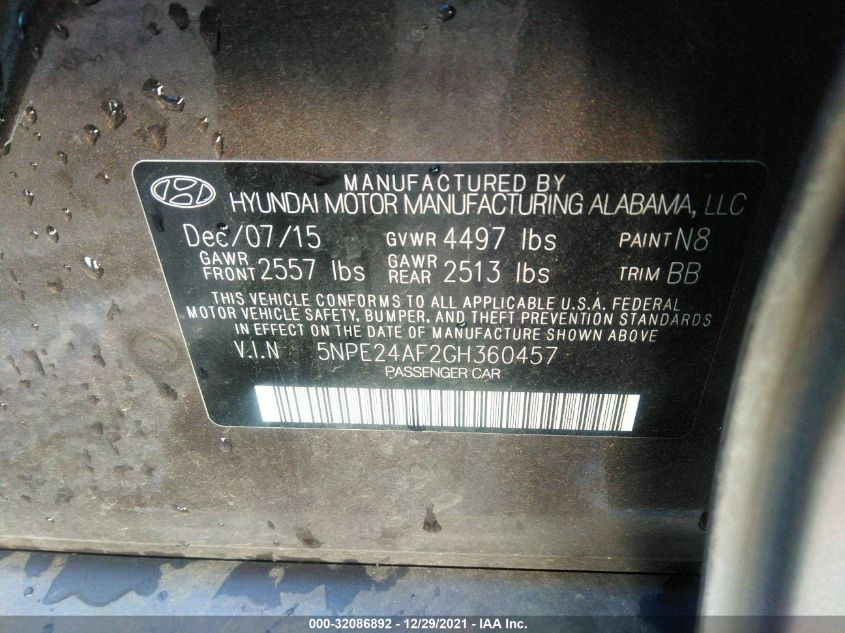 MANUFACTURED BY
HYUNDAI MOTOR MANUFACTURING ALABAMA, LLC
Dec/07/15 GVWR 4497 lbs PAINT N8
GAWR FRONT 2557 lbs GAWR REAR 2513 lbs TRIM BB
THIS VEHICLE CONFORMS TO ALL APPLICABLE U.S.A. FEDERAL
MOTOR VEHICLE SAFETY, BUMPER, AND THEFT PREVENTION STANDARDS
IN EFFECT ON THE DATE OF MANUFACTURE SHOWN ABOVE
V.I.N 5NPE24AF2GH360457
PASSENGER CAR
000-32086892 - 12/29/2021 - IAA Inc.